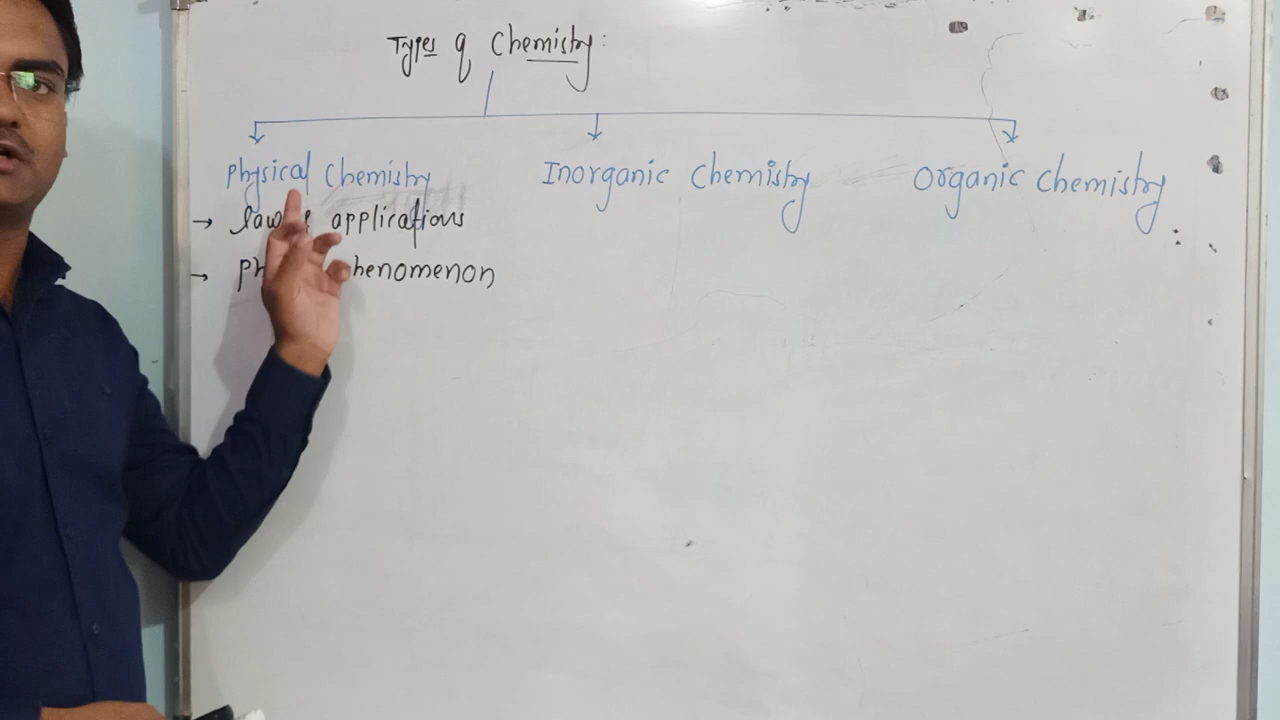 Types of Chemistry:
Physical Chemistry Inorganic Chemistry Organic Chemistry
→ applications
→ phenomenon